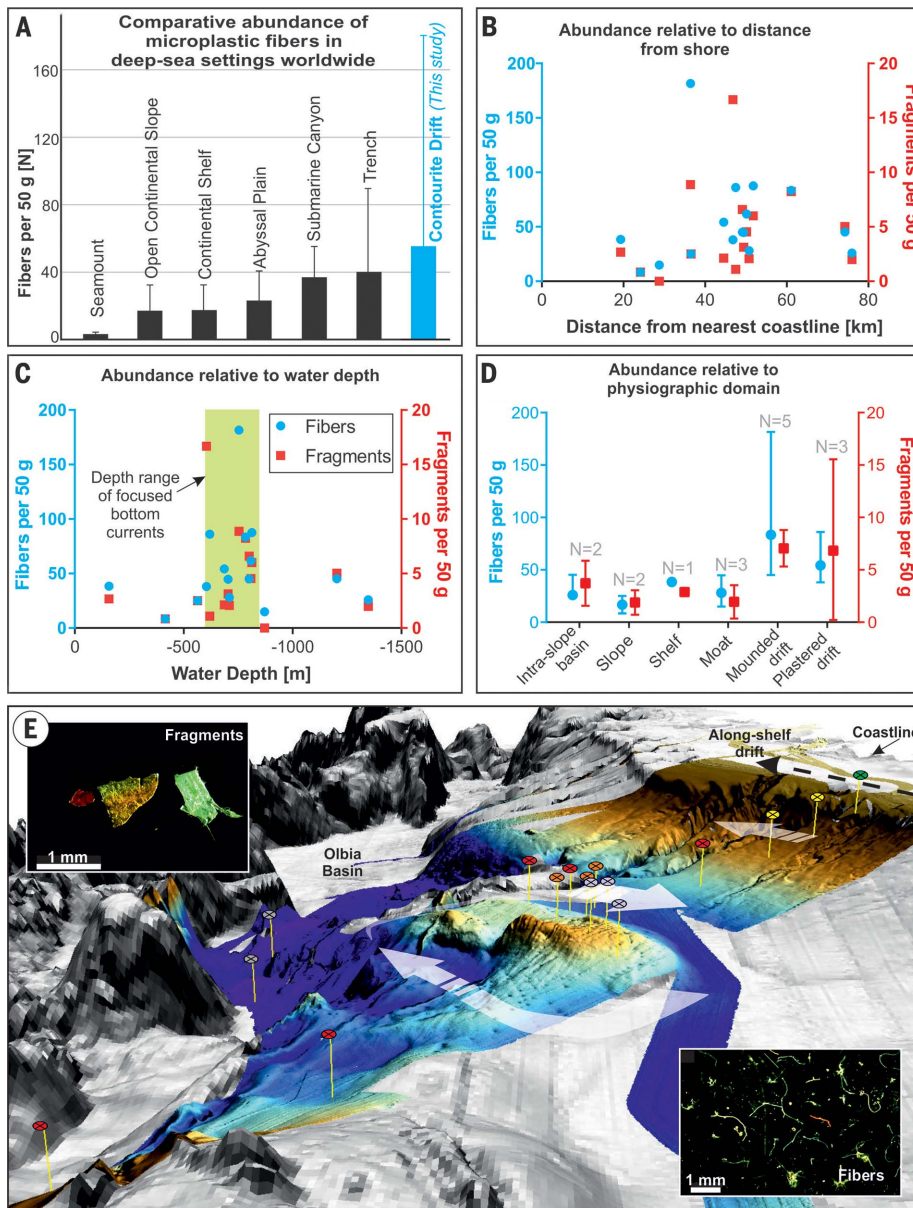 A
Comparative abundance of
microplastic fibers in
deep-sea settings worldwide
Fibers per 50 g [N]
160
120
80
40
0
Seamount
Open Continental Slope
Continental Shelf
Abyssal Plain
Submarine Canyon
Trench
Contourite Drift (This study)
B
Abundance relative to distance
from shore
Fibers per 50 g
200
150
100
50
0
Fragments per 50 g
20
15
10
5
0
0
20
40
60
80
Distance from nearest coastline [km]
C
Abundance relative to water depth
Fibers per 50 g
200
150
100
50
0
Fibers
Fragments
Depth range
of focused
bottom
currents
Fragments per 50 g
20
15
10
5
0
0
-500
-1000
-1500
Water Depth [m]
D
Abundance relative to
physiographic domain
Fibers per 50 g
200
150
100
50
0
N=2
N=2
N=1
N=3
N=5
N=3
Fragments per 50 g
20
15
10
5
0
Intra-slope
basin
Slope
Shelf
Moat
Mounded
drift
Plastered
drift
E
Fragments
1 mm
Olbia
Basin
Along-shelf
drift
Coastline
Fibers
1 mm